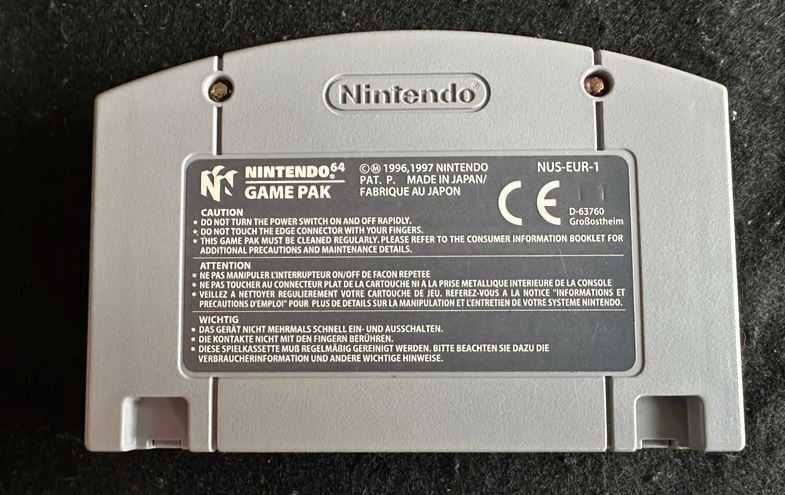 Nintendo
NINTENDO64
GAME PAK
©Ⓜ 1996,1997 NINTENDO
PAT. P. MADE IN JAPAN/
FABRIQUE AU JAPON
NUS-EUR-1
CE
D-63760
Großostheim
CAUTION
• DO NOT TURN THE POWER SWITCH ON AND OFF RAPIDLY.
• DO NOT TOUCH THE EDGE CONNECTOR WITH YOUR FINGERS.
• THIS GAME PAK MUST BE CLEANED REGULARLY. PLEASE REFER TO THE CONSUMER INFORMATION BOOKLET FOR
ADDITIONAL PRECAUTIONS AND MAINTENANCE DETAILS.
ATTENTION
• NE PAS MANIPULER L'INTERRUPTEUR ON/OFF DE FACON REPETEE
• NE PAS TOUCHER AU CONNECTEUR PLAT DE LA CARTOUCHE NI A LA PRISE METALLIQUE INTERIEURE DE LA CONSOLE
• VEILLEZ A NETTOYER REGULIEREMENT VOTRE CARTOUCHE DE JEU. REFEREZ-VOUS A LA NOTICE "INFORMATIONS ET
PRECAUTIONS D'EMPLOI" POUR PLUS DE DETAILS SUR LA MANIPULATION ET L'ENTRETIEN DE VOTRE SYSTEME NINTENDO.
WICHTIG
• DAS GERÄT NICHT MEHRMALS SCHNELL EIN- UND AUSSCHALTEN.
• DIE KONTAKTE NICHT MIT DEN FINGERN BERÜHREN.
• DIESE SPIELKASSETTE MUß REGELMÄßIG GEREINIGT WERDEN. BITTE BEACHTEN SIE DAZU DIE
VERBRAUCHERINFORMATION UND ANDERE WICHTIGE HINWEISE.